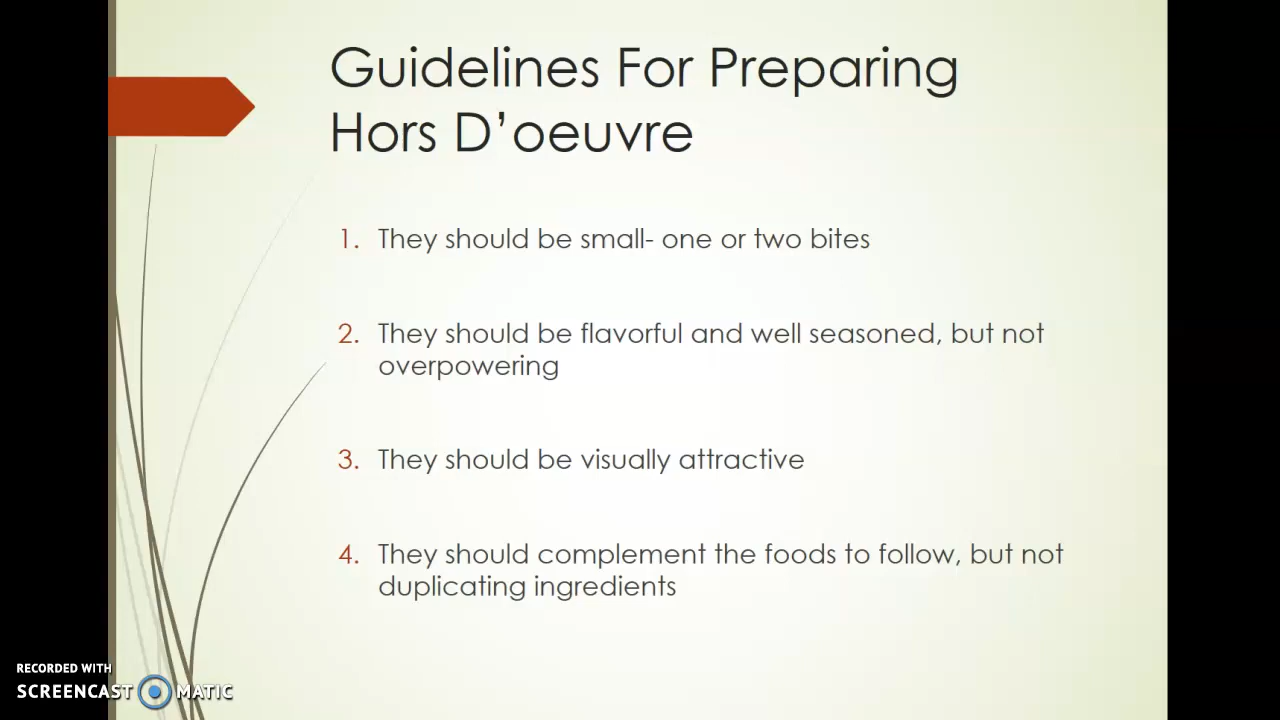 Guidelines For Preparing
Hors D’oeuvre
1. They should be small- one or two bites
2. They should be flavorful and well seasoned, but not
overpowering
3. They should be visually attractive
4. They should complement the foods to follow, but not
duplicating ingredients
RECORDED WITH
SCREENCAST MATIC